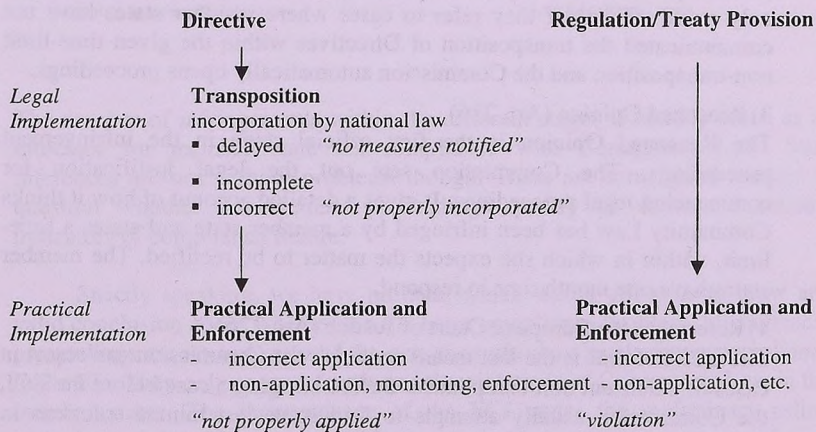 Directive Regulation/Treaty Provision
Legal Transposition
Implementation incorporation by national law
▪ delayed "no measures notified"
▪ incomplete
▪ incorrect "not properly incorporated"
Practical Practical Application and Practical Application and
Implementation Enforcement Enforcement
- incorrect application - incorrect application
- non-application, monitoring, enforcement - non-application, etc.
"not properly applied" "violation"